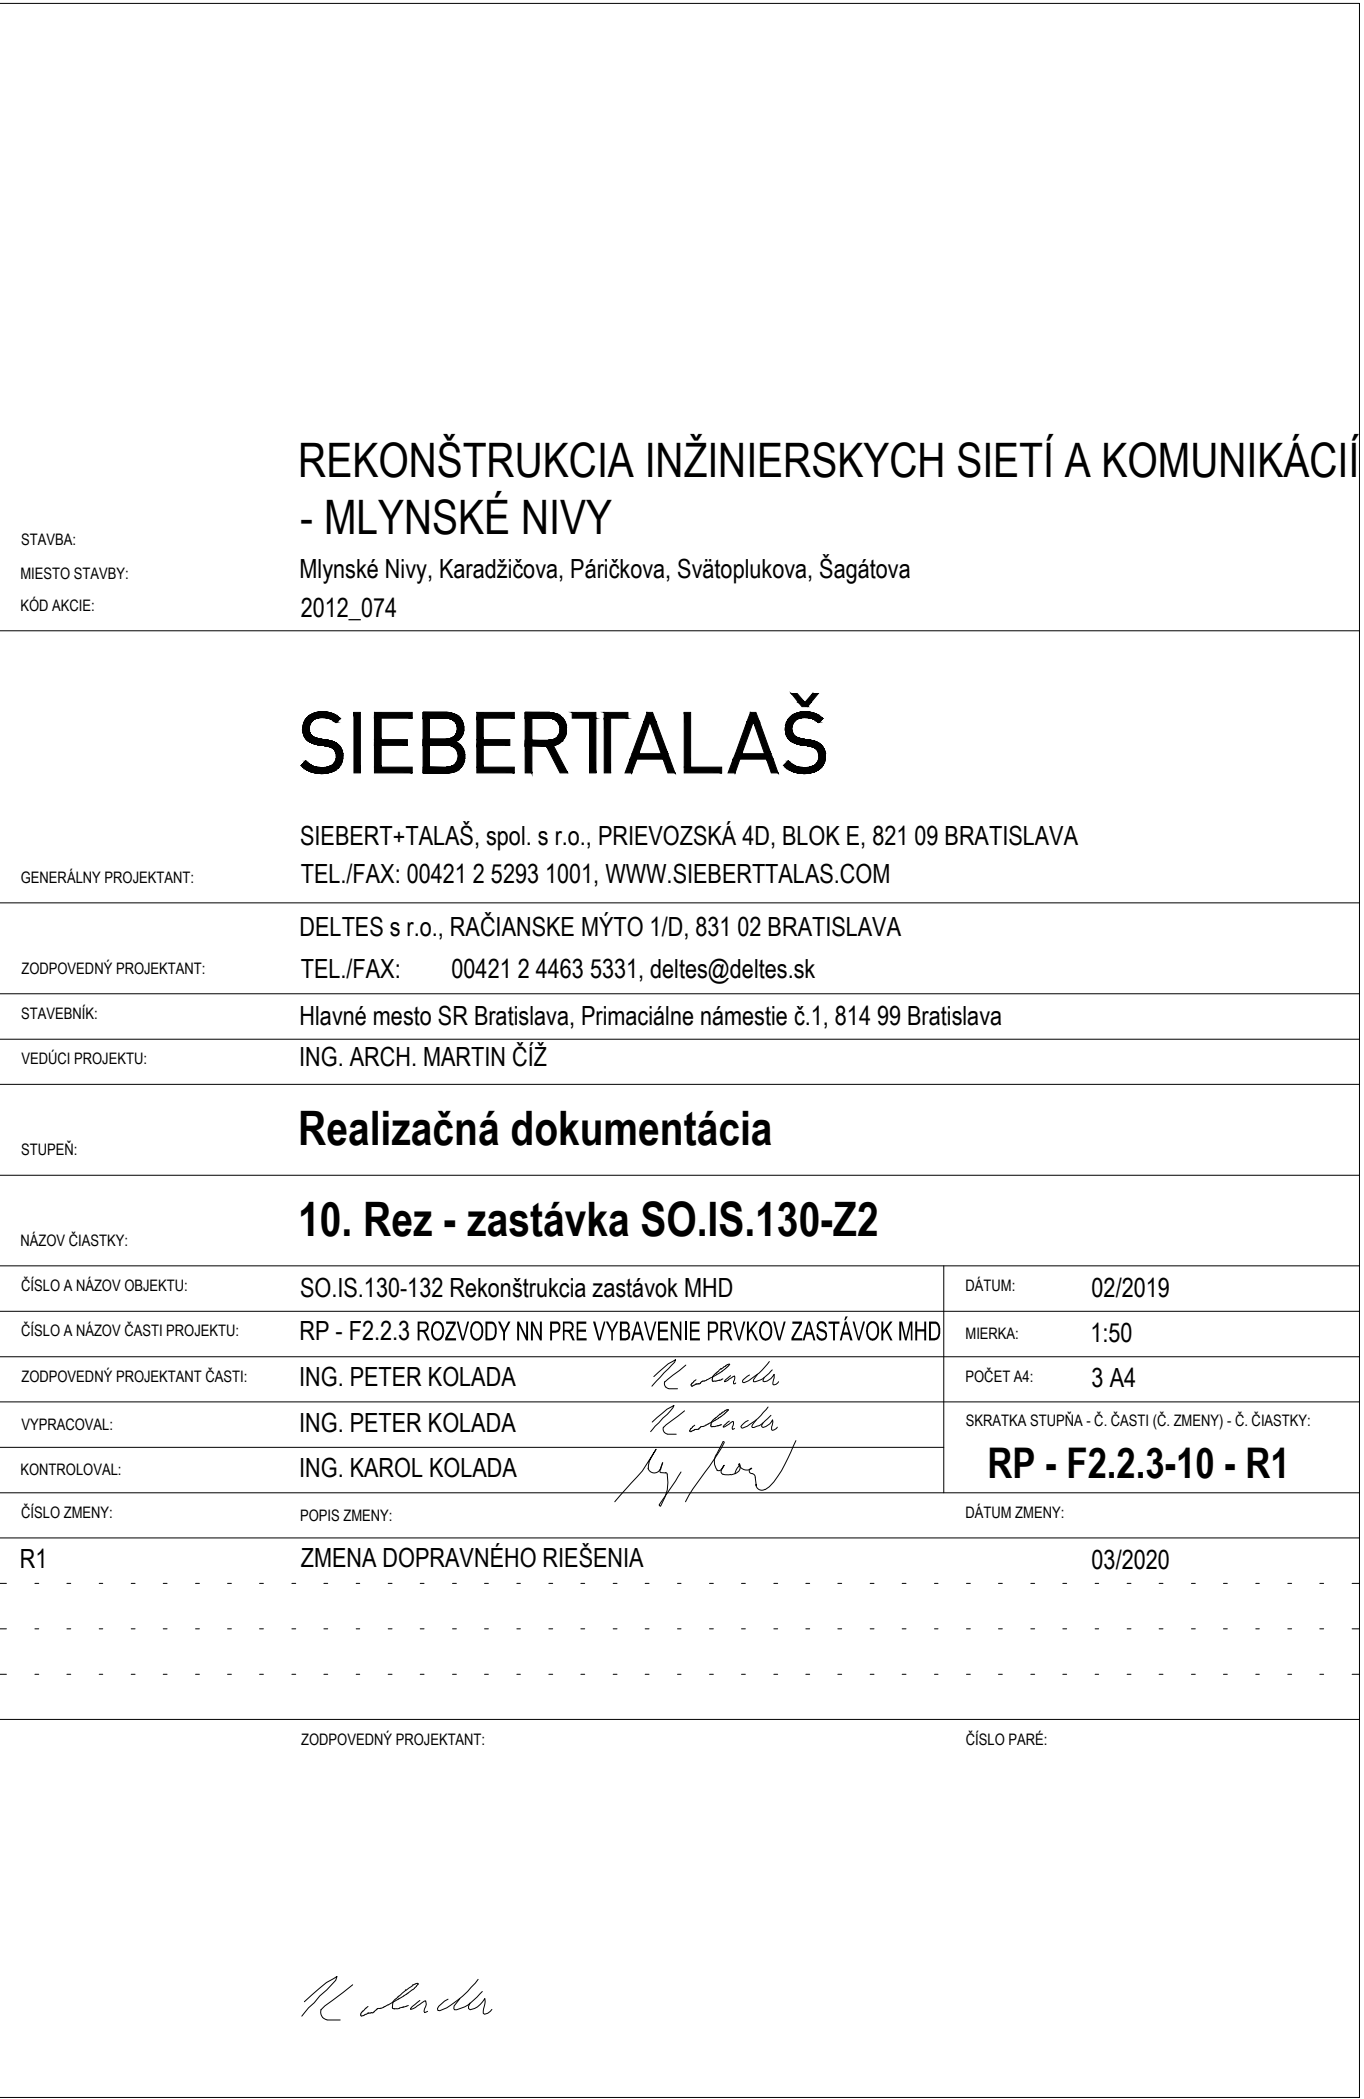 REKONŠTRUKCIA INŽINIERSKYCH SIETÍ A KOMUNIKÁCIÍ
STAVBA: - MLYNSKÉ NIVY
MIESTO STAVBY: Mlynské Nivy, Karadžičova, Páričkova, Svätoplukova, Šagátova
KÓD AKCIE: 2012_074
SIEBERTTALAŠ
SIEBERT+TALAŠ, spol. s r.o., PRIEVOZSKÁ 4D, BLOK E, 821 09 BRATISLAVA
GENERÁLNY PROJEKTANT: TEL./FAX: 00421 2 5293 1001, WWW.SIEBERTTALAS.COM
DELTES s r.o., RAČIANSKE MÝTO 1/D, 831 02 BRATISLAVA
ZODPOVEDNÝ PROJEKTANT: TEL./FAX: 00421 2 4463 5331, deltes@deltes.sk
STAVEBNÍK: Hlavné mesto SR Bratislava, Primaciálne námestie č.1, 814 99 Bratislava
VEDÚCI PROJEKTU: ING. ARCH. MARTIN ČÍŽ
STUPEŇ: Realizačná dokumentácia
NÁZOV ČIASTKY: 10. Rez - zastávka SO.IS.130-Z2
ČÍSLO A NÁZOV OBJEKTU: SO.IS.130-132 Rekonštrukcia zastávok MHD DÁTUM: 02/2019
ČÍSLO A NÁZOV ČASTI PROJEKTU: RP - F2.2.3 ROZVODY NN PRE VYBAVENIE PRVKOV ZASTÁVOK MHD MIERKA: 1:50
ZODPOVEDNÝ PROJEKTANT ČASTI: ING. PETER KOLADA POČET A4: 3 A4
VYPRACOVAL: ING. PETER KOLADA SKRATKA STUPŇA - Č. ČASTI (Č. ZMENY) - Č. ČIASTKY:
KONTROLOVAL: ING. KAROL KOLADA RP - F2.2.3-10 - R1
ČÍSLO ZMENY: POPIS ZMENY: DÁTUM ZMENY:
R1 ZMENA DOPRAVNÉHO RIEŠENIA 03/2020
ZODPOVEDNÝ PROJEKTANT: ČÍSLO PARÉ: